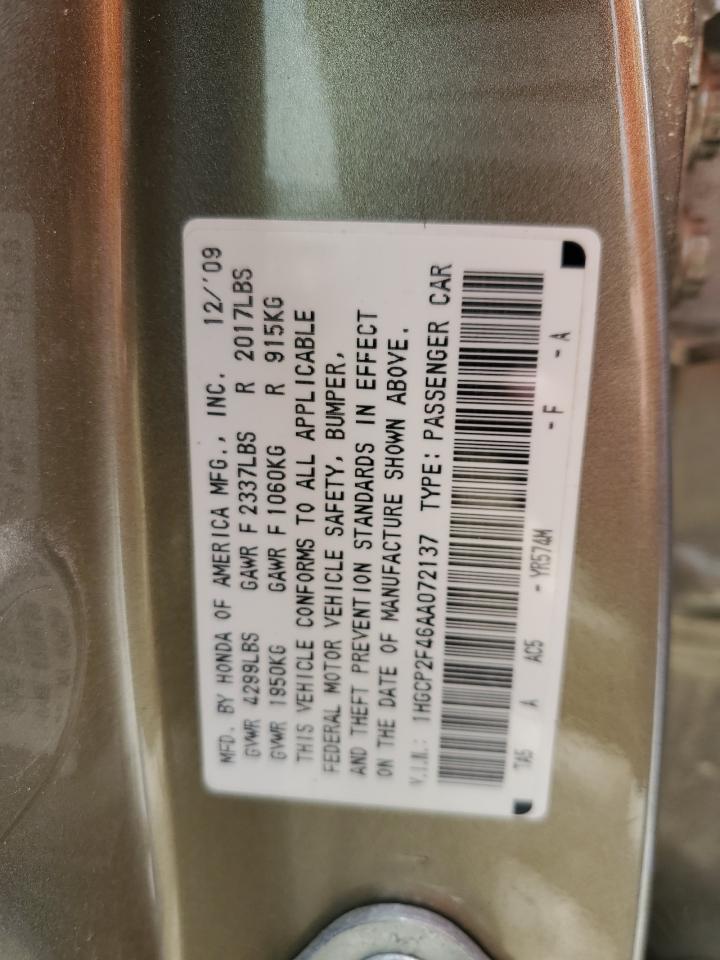 MFD. BY HONDA OF AMERICA MFG., INC. 12/'09
GVWR 4299LBS GAWR F 2337LBS R 2017LBS
GVWR 1950KG GAWR F 1060KG R 915KG
THIS VEHICLE CONFORMS TO ALL APPLICABLE
FEDERAL MOTOR VEHICLE SAFETY, BUMPER,
AND THEFT PREVENTION STANDARDS IN EFFECT
ON THE DATE OF MANUFACTURE SHOWN ABOVE.
V.I.N.: 1HGCP2F46AA072137 TYPE: PASSENGER CAR
TA5 A AC5 - YR574M - F - A